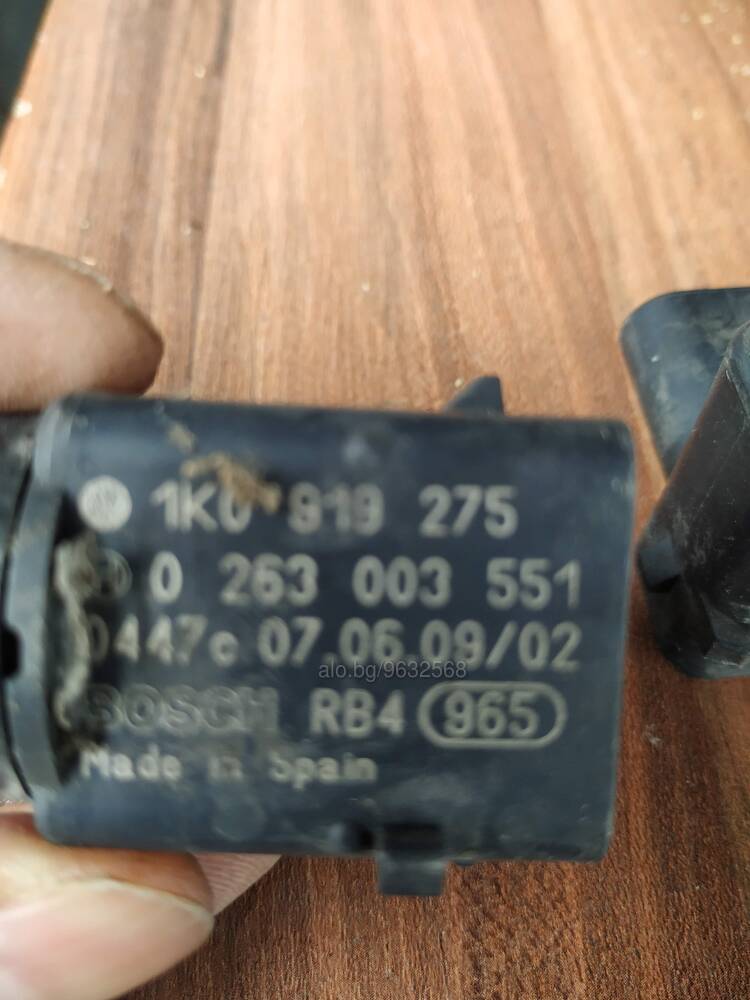 1K0 919 275
0 263 003 551
0447c 07.06.09/02
alo.bg/9632568
BOSCH RB4 965
Made in Spain